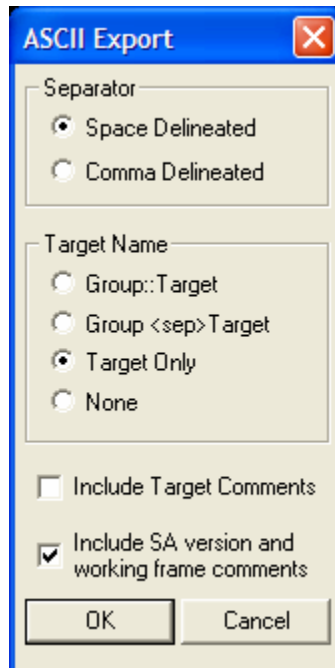 ASCII Export
Separator
Space Delineated
Comma Delineated
Target Name
Group::Target
Group <sep>Target
Target Only
None
Include Target Comments
Include SA version and
working frame comments
OK Cancel